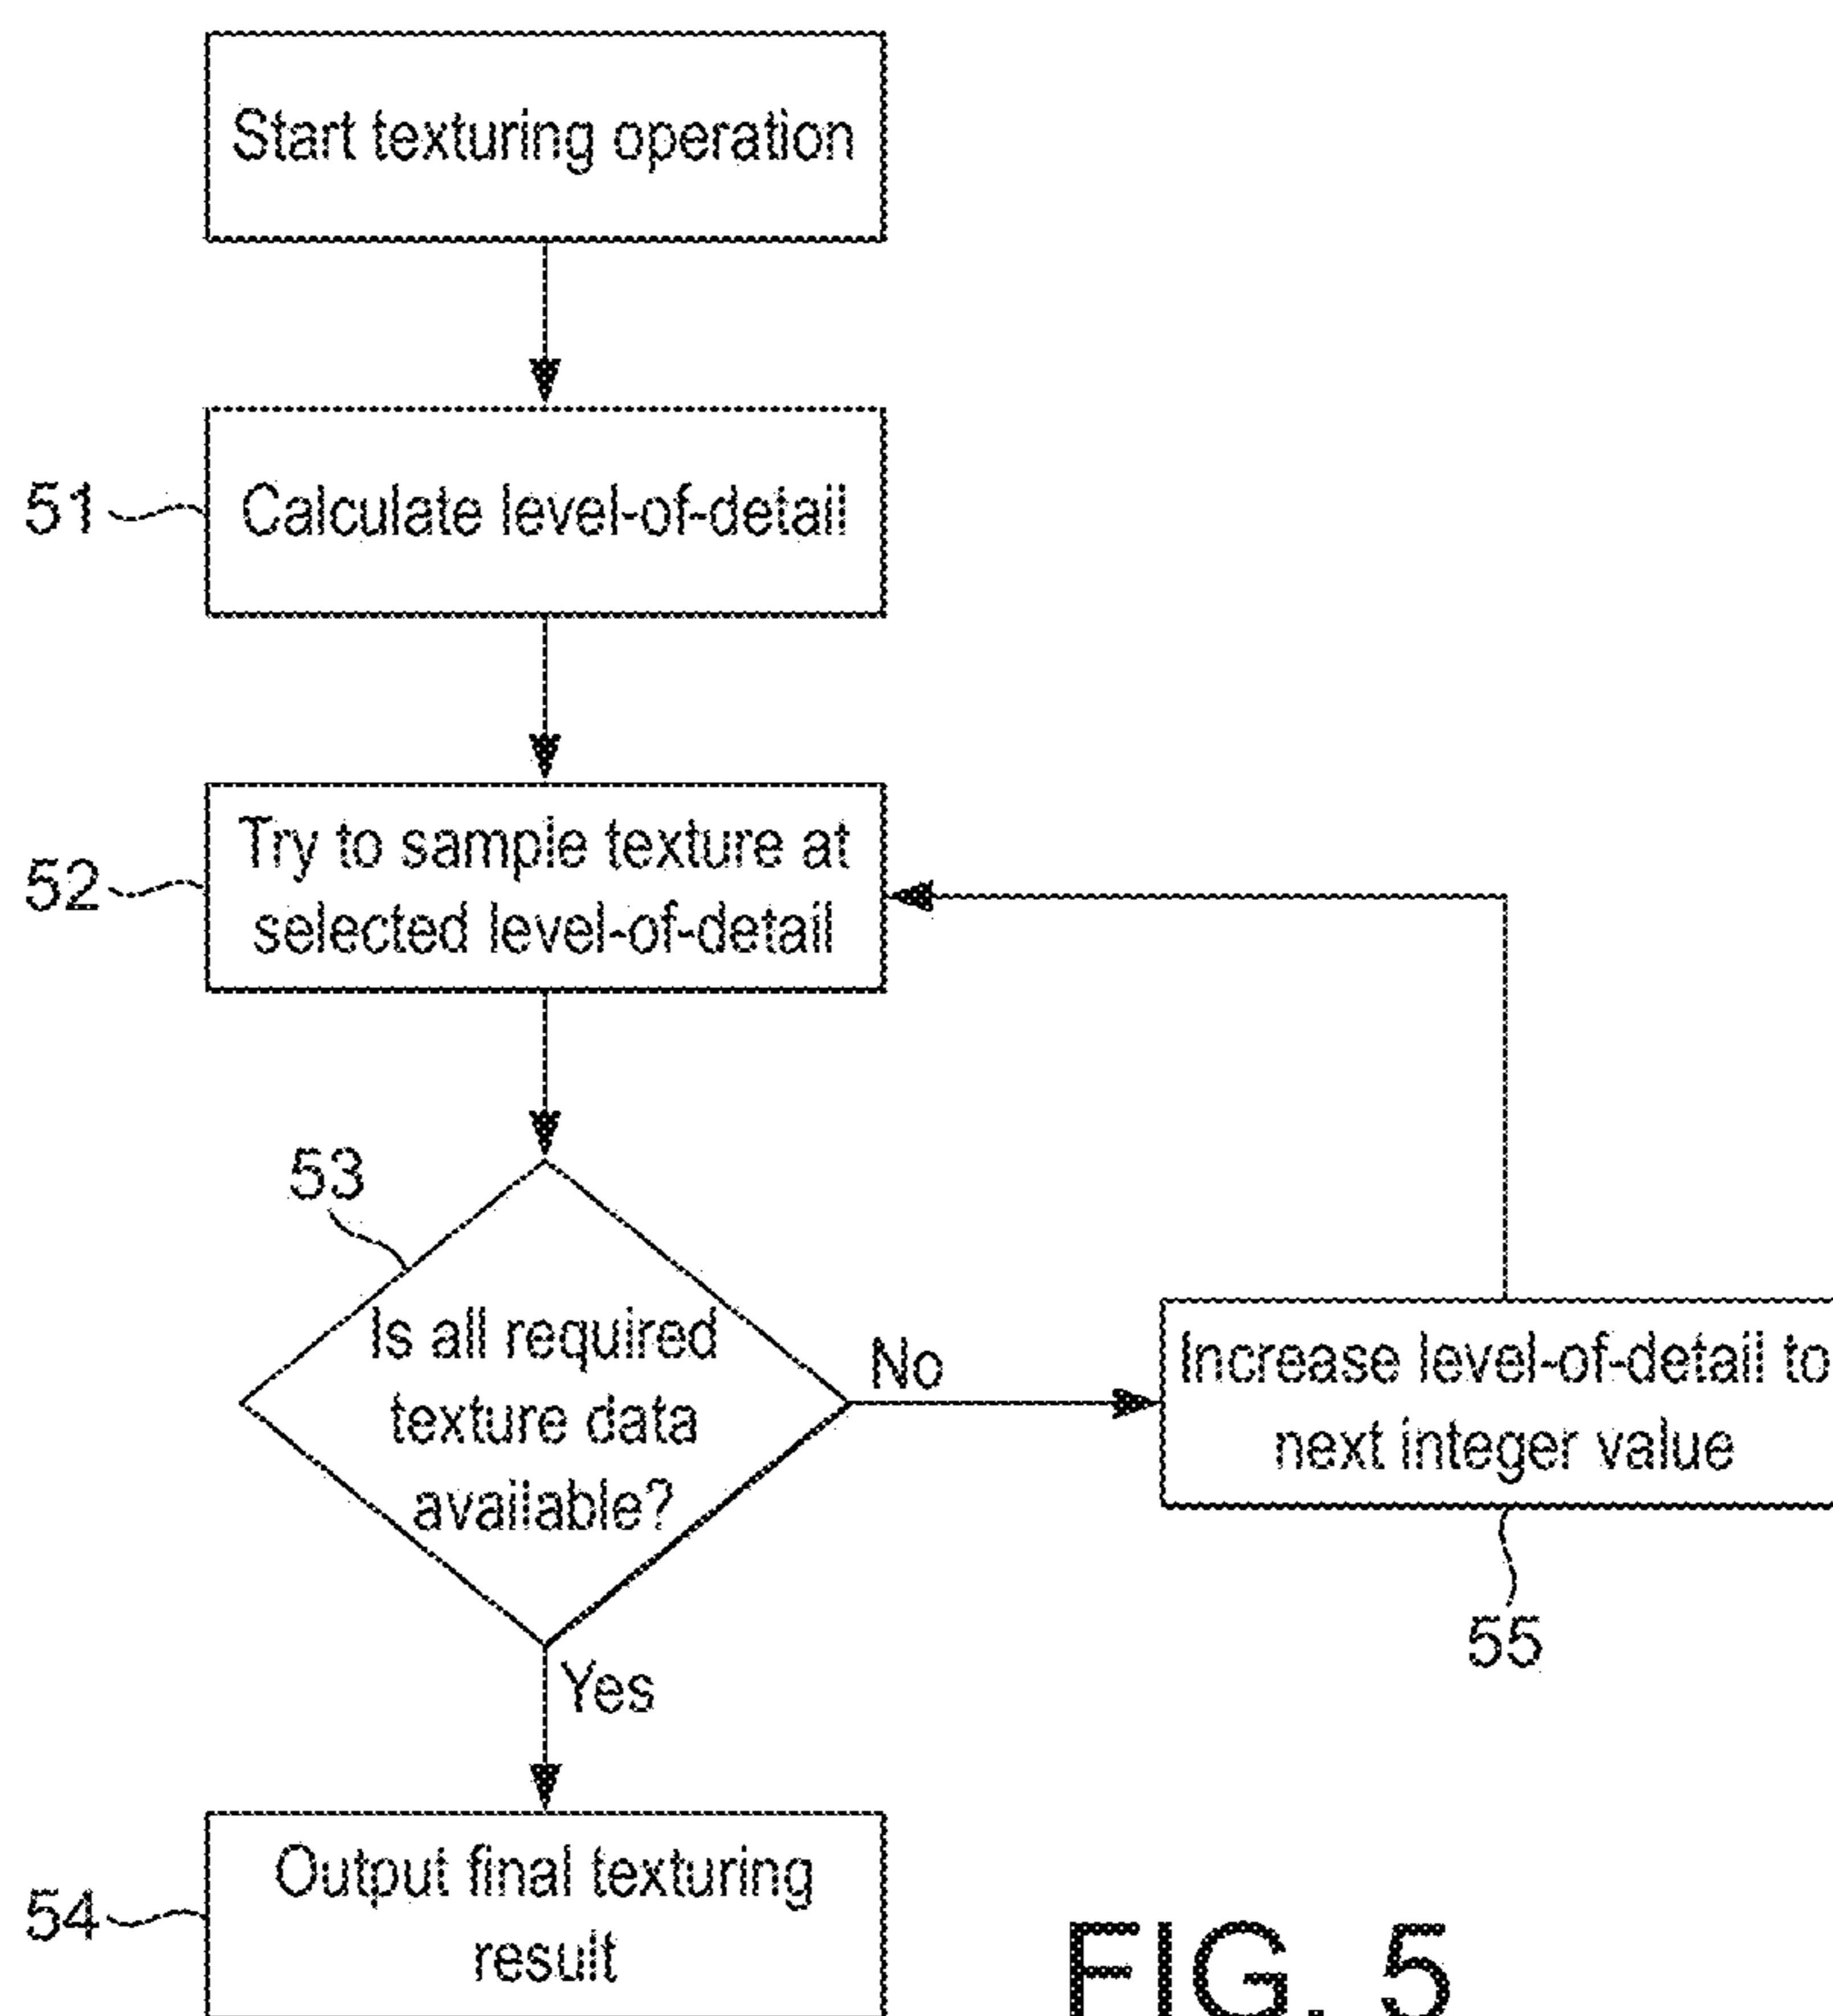 Start texturing operation
51
Calculate level-of-detail
52
Try to sample texture at
selected level-of-detail
53
Is all required
texture data
available?
No
Increase level-of-detail to
next integer value
55
Yes
54
Output final texturing
result
FIG. 5